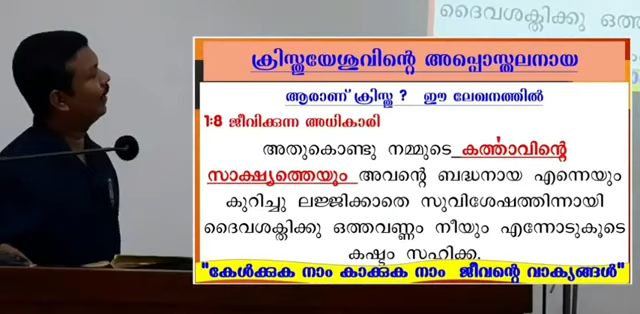 ദൈവശക്തിക്കു ഒത്ത
ക്രിസ്തുയേശുവിന്റെ അപ്പൊസ്തലനായ
ആരാണ് ക്രിസ്തു ? ഈ ലേഖനത്തിൽ
1:8 ജീവിക്കുന്ന അധികാരി
അതുകൊണ്ടു നമ്മുടെ കർത്താവിന്റെ
സാക്ഷ്യത്തെയും അവന്റെ ബദ്ധനായ എന്നെയും
കുറിച്ചു ലജ്ജിക്കാതെ സുവിശേഷത്തിന്നായി
ദൈവശക്തിക്കു ഒത്തവണ്ണം നീയും എന്നോടുകൂടെ
കഷ്ടം സഹിക്ക.
"കേൾക്കുക നാം കാക്കുക നാം ജീവന്റെ വാക്യങ്ങൾ"